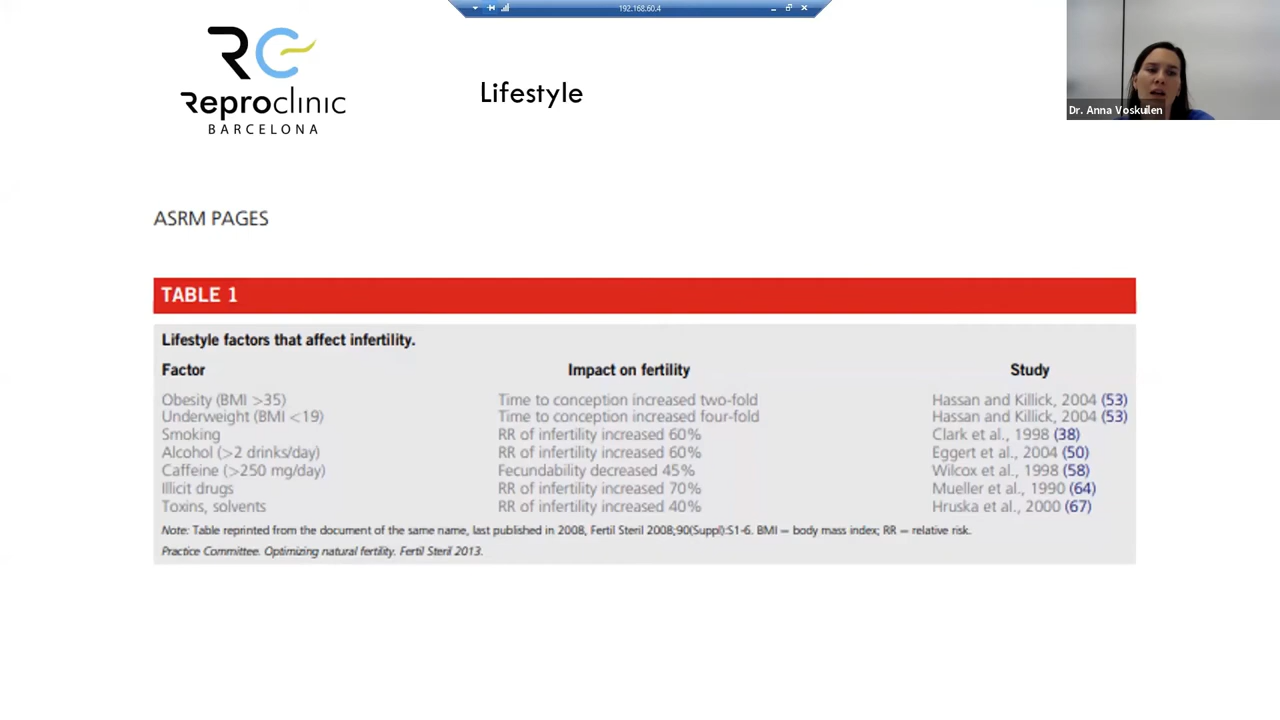 192.168.60.4
Reproclinic
BARCELONA
Lifestyle
Dr. Anna Voskuilen
ASRM PAGES
TABLE 1
Lifestyle factors that affect infertility.
Factor Impact on fertility Study
Obesity (BMI >35) Time to conception increased two-fold Hassan and Killick, 2004 (53)
Underweight (BMI <19) Time to conception increased four-fold Hassan and Killick, 2004 (53)
Smoking RR of infertility increased 60% Clark et al., 1998 (38)
Alcohol (>2 drinks/day) RR of infertility increased 60% Eggert et al., 2004 (50)
Caffeine (>250 mg/day) Fecundability decreased 45% Wilcox et al., 1998 (58)
Illicit drugs RR of infertility increased 70% Mueller et al., 1990 (64)
Toxins, solvents RR of infertility increased 40% Hruska et al., 2000 (67)
Note: Table reprinted from the document of the same name, last published in 2008, Fertil Steril 2008;90(Suppl):S1-6. BMI = body mass index; RR = relative risk.
Practice Committee. Optimizing natural fertility. Fertil Steril 2013.